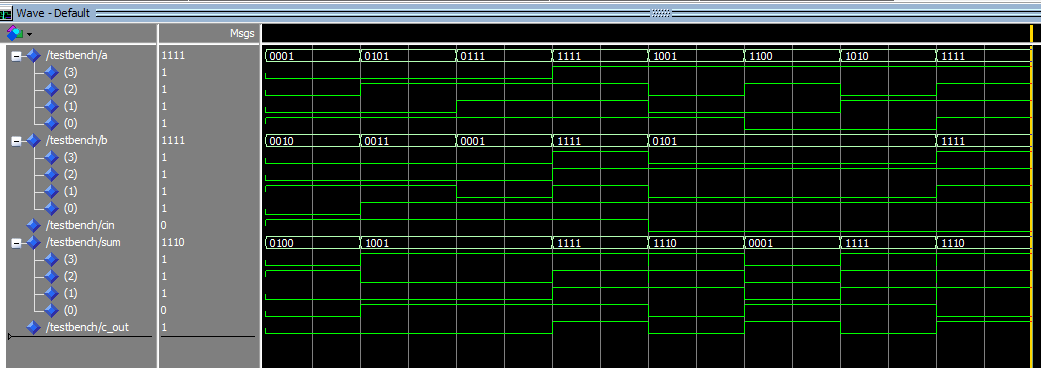 Wave - Default
Msgs
/testbench/a 1111 0001 0101 0111 1111 1001 1100 1010 1111
(3) 1
(2) 1
(1) 1
(0) 1
/testbench/b 1111 0010 0011 0001 1111 0101 1111
(3) 1
(2) 1
(1) 1
(0) 1
/testbench/cin 0
/testbench/sum 1110 0100 1001 1111 1110 0001 1111 1110
(3) 1
(2) 1
(1) 1
(0) 0
/testbench/c_out 1